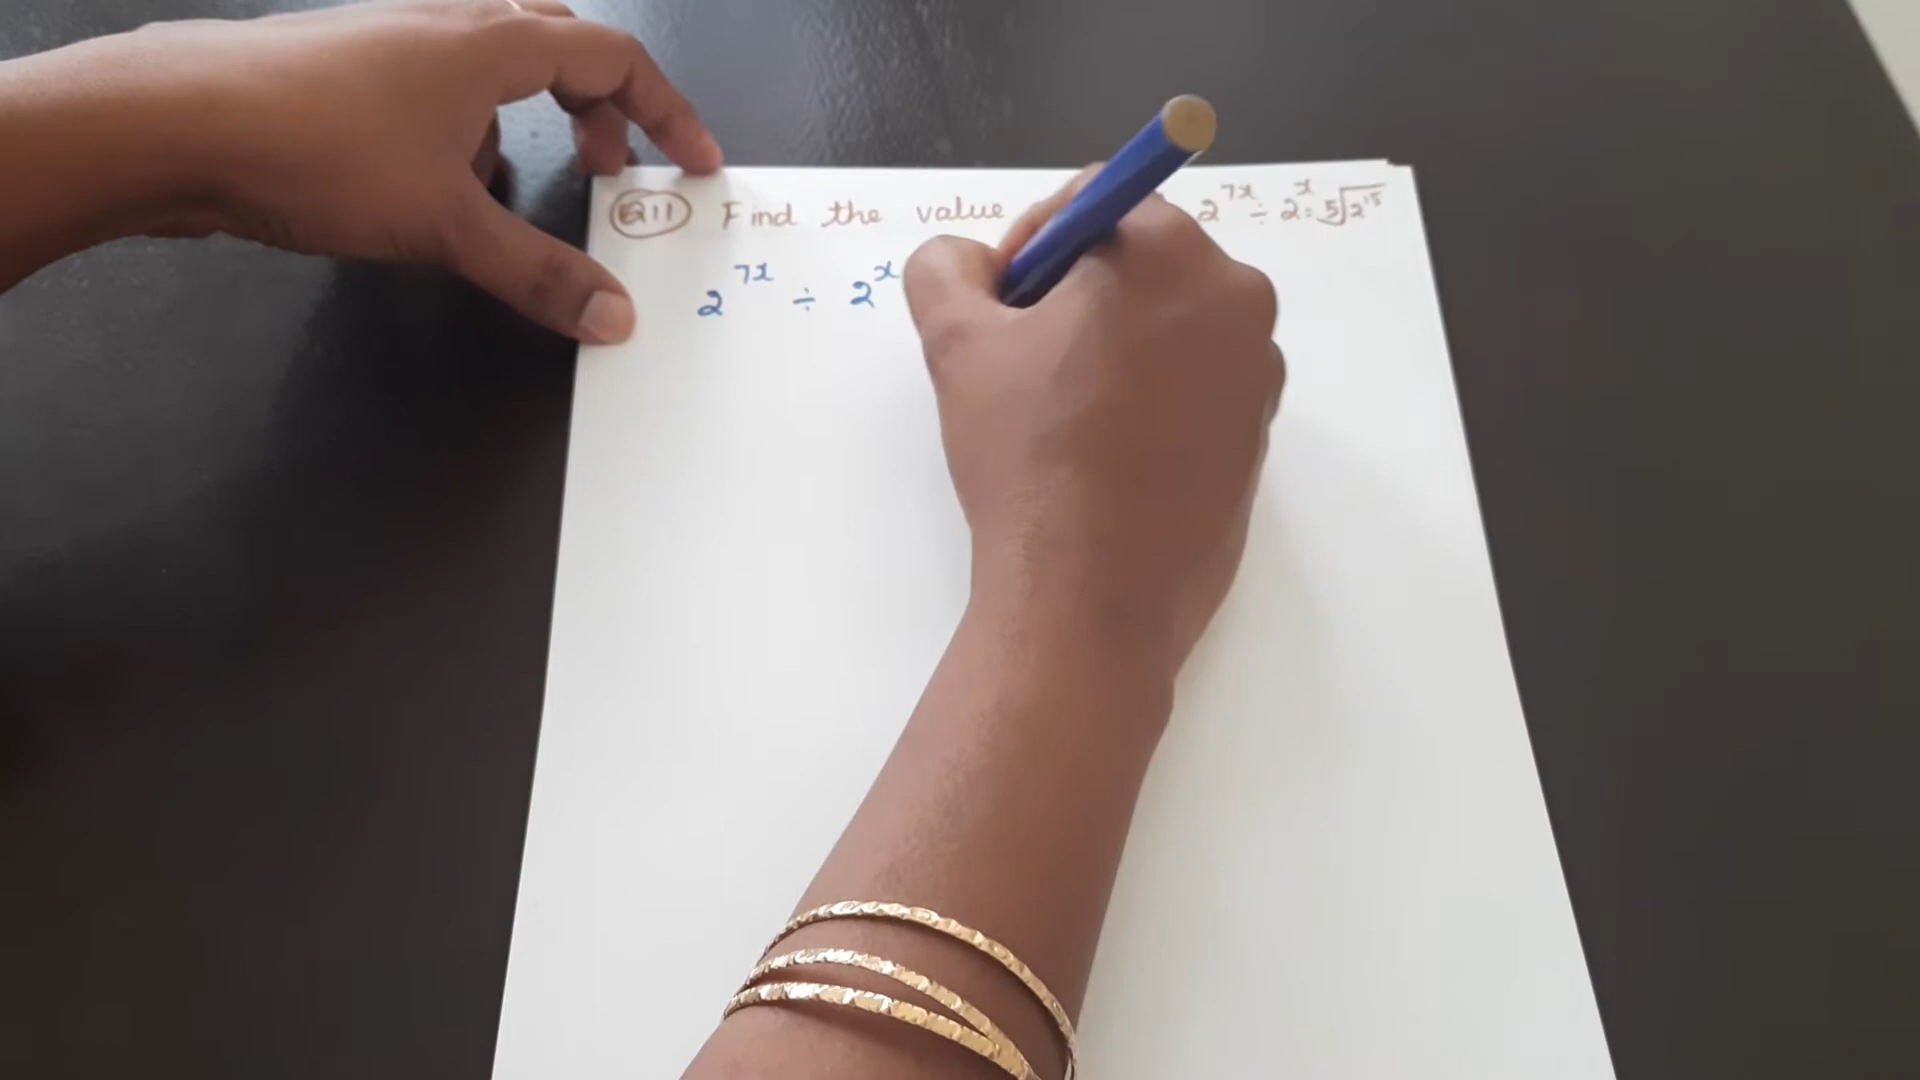 Q11 Find the value 2^7x ÷ 2^x = 5√2^15
2^7x ÷ 2^x